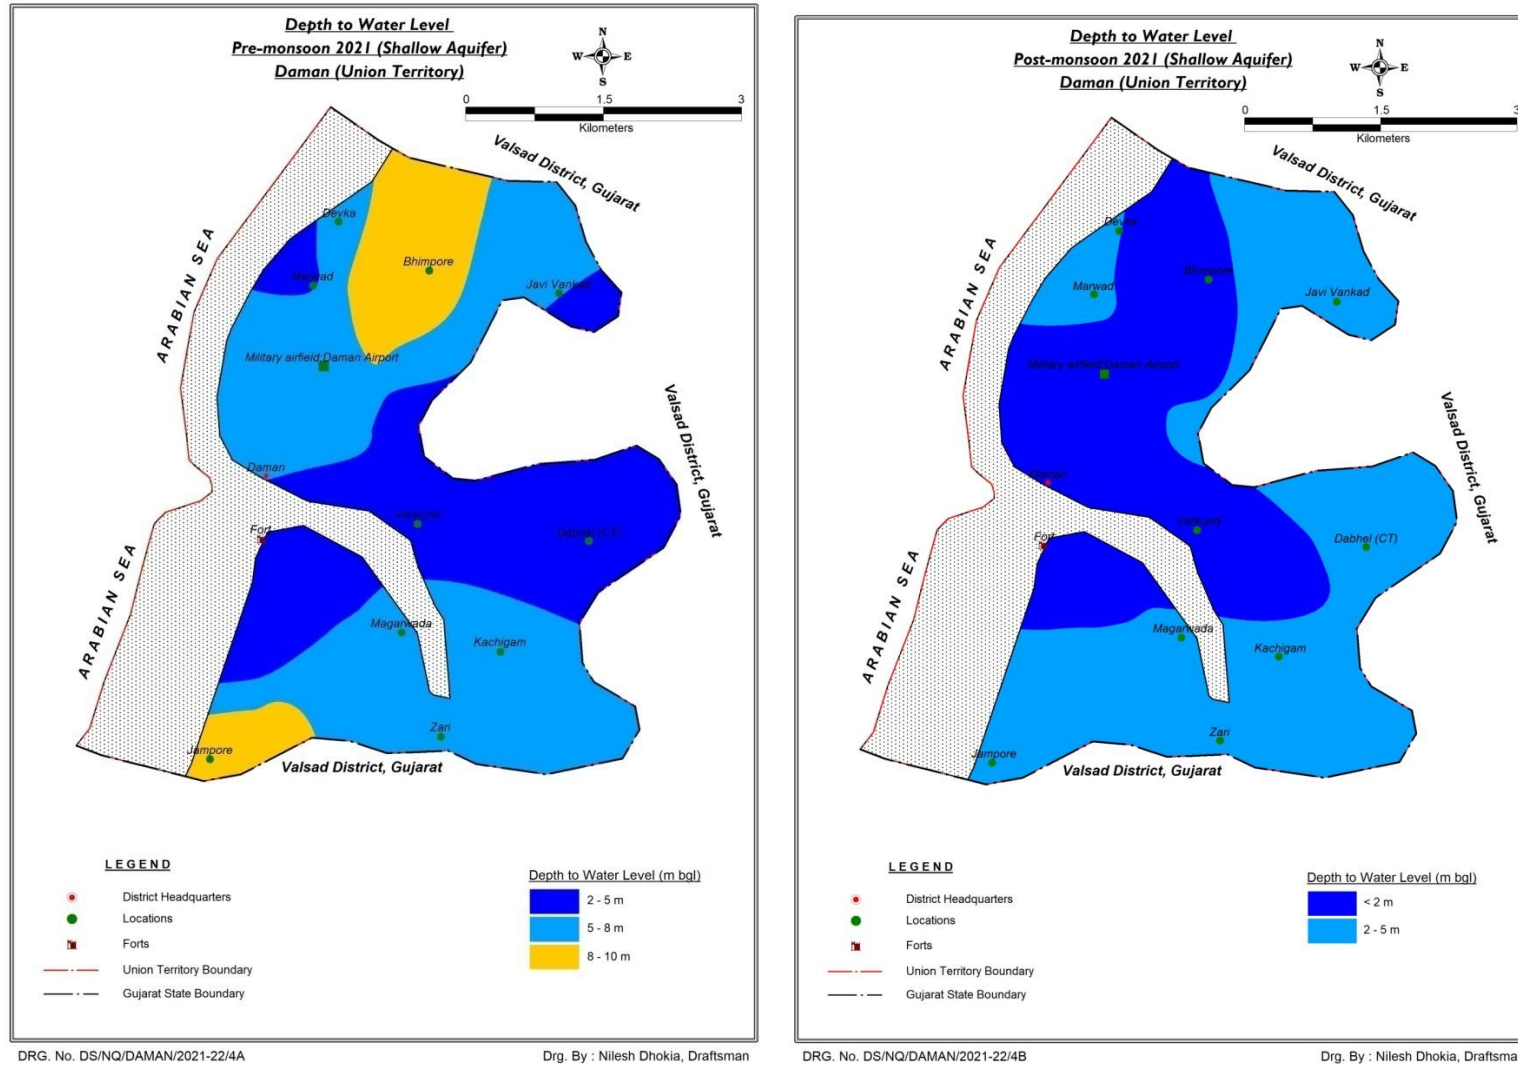 Depth to Water Level
Pre-monsoon 2021 (Shallow Aquifer)
Daman (Union Territory)
N
W E
S
0 1.5 3
Kilometers
Valsad District, Gujarat
ARABIAN SEA
Devka
Marwad
Bhimpore
Javi Vankad
Military airfield Daman Airport
Valsad District, Gujarat
Daman
Fort
Varkund
Dabhel (CT)
ARABIAN SEA
Magarwada
Kachigam
Zari
Jampore
Valsad District, Gujarat
LEGEND
District Headquarters
Locations
Forts
Union Territory Boundary
Gujarat State Boundary
Depth to Water Level (m bgl)
2 - 5 m
5 - 8 m
8 - 10 m
DRG. No. DS/NQ/DAMAN/2021-22/4A
Drg. By : Nilesh Dhokia, Draftsman
Depth to Water Level
Post-monsoon 2021 (Shallow Aquifer)
Daman (Union Territory)
N
W E
S
0 1.5 3
Kilometers
Valsad District, Gujarat
ARABIAN SEA
Devka
Marwad
Bhimpore
Javi Vankad
Military airfield Daman Airport
Valsad District, Gujarat
Daman
Fort
Varkund
Dabhel (CT)
ARABIAN SEA
Magarwada
Kachigam
Zari
Jampore
Valsad District, Gujarat
LEGEND
District Headquarters
Locations
Forts
Union Territory Boundary
Gujarat State Boundary
Depth to Water Level (m bgl)
< 2 m
2 - 5 m
DRG. No. DS/NQ/DAMAN/2021-22/4B
Drg. By : Nilesh Dhokia, Draftsma